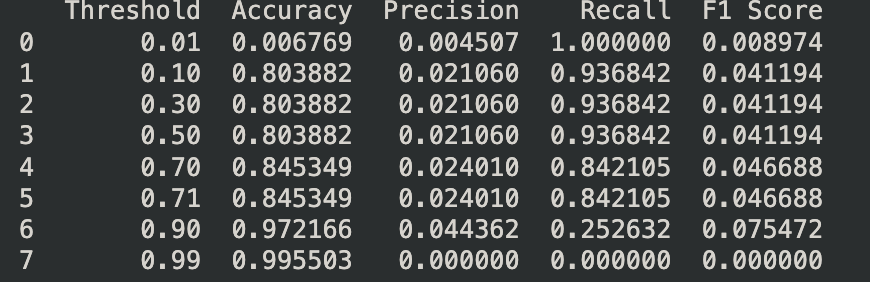 Threshold Accuracy Precision Recall F1 Score
0 0.01 0.006769 0.004507 1.000000 0.008974
1 0.10 0.803882 0.021060 0.936842 0.041194
2 0.30 0.803882 0.021060 0.936842 0.041194
3 0.50 0.803882 0.021060 0.936842 0.041194
4 0.70 0.845349 0.024010 0.842105 0.046688
5 0.71 0.845349 0.024010 0.842105 0.046688
6 0.90 0.972166 0.044362 0.252632 0.075472
7 0.99 0.995503 0.000000 0.000000 0.000000